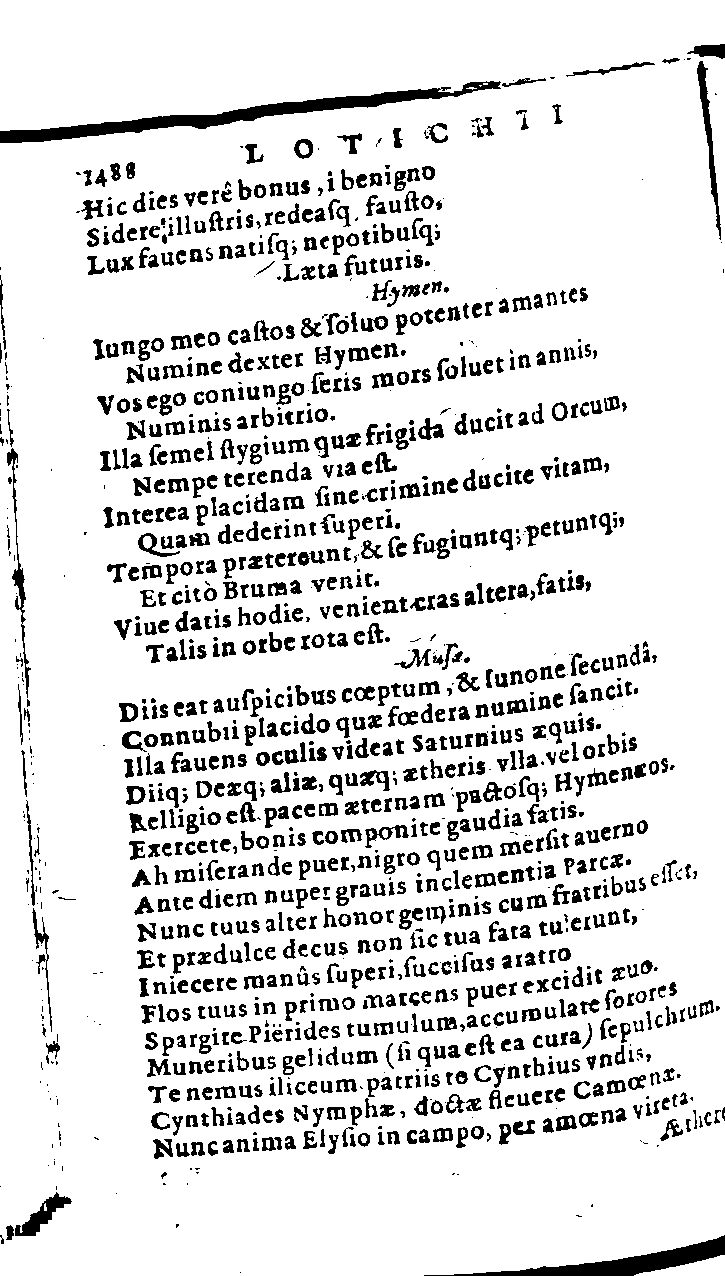 1488 LOTICHII
Hic dies verê bonus, i benigno
Sidere illuſtris, redeaſq. fauſto,
Lux fauens natiſq; nepotibuſq;
Læta futuris.
Hymen.
Iungo meo caſtos & ſoluo potenter amantes
Numine dexter Hymen.
Vos ego coniungo ſeris mors ſoluet in annis,
Numinis arbitrio.
Illa ſemel ſtygium quæ frigida ducit ad Orcum,
Nempe terenda via eſt.
Interea placidam ſine crimine ducite vitam,
Quam dederint ſuperi.
Tempora prætereunt, & ſe fugiuntq; petuntq;,
Et citò Bruma venit.
Viue datis hodie, venient cras altera, fatis,
Talis in orbe rota eſt.
Muſæ.
Diis eat auſpicibus cœptum, & Iunone ſecundâ,
Connubii placido quæ fœdera numine ſancit.
Illa fauens oculis videat Saturnius æquis.
Diiq; Deæq; aliæ, quæq; ætheris vlla vel orbis
Relligio eſt pacem æternam pactoſq; Hymenæos.
Exercete, bonis componite gaudia fatis.
Ah miſerande puer, nigro quem merſit auerno
Ante diem nuper grauis inclementia Parcæ.
Nunc tuus alter honor geminis cum fratribus eſſet,
Et prædulce decus non ſic tua fata tulerunt,
Iniecere manûs ſuperi, ſucciſus aratro
Flos tuus in primo marcens puer excidit æuo.
Spargite Piërides tumulum, accumulate ſorores
Muneribus gelidum (ſi qua eſt ea cura) ſepulchrum.
Te nemus iliceum patriis te Cynthius vndis,
Cynthiades Nymphæ, doctæ fleuere Camœnæ.
Nunc anima Elyſio in campo, per amœna vireta.
Æthere